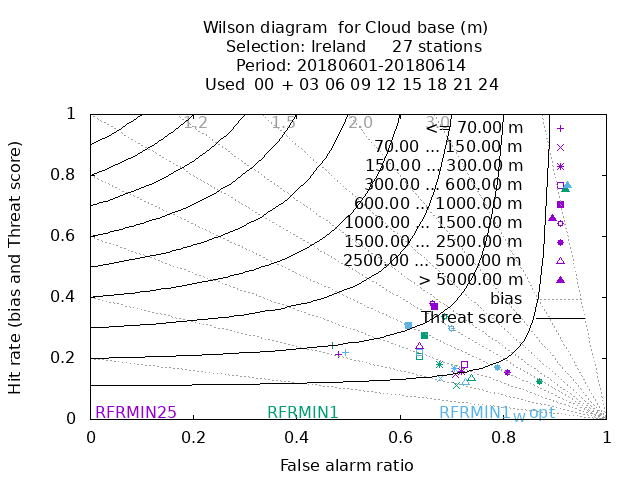 Wilson diagram for Cloud base (m)
Selection: Ireland 27 stations
Period: 20180601-20180614
Used 00 + 03 06 09 12 15 18 21 24
Hit rate (bias and Threat score)
1
0.8
0.6
0.4
0.2
0
1.2 1.5 2.0 3.0
<= 70.00 m
70.00 ... 150.00 m
150.00 ... 300.00 m
300.00 ... 600.00 m
600.00 ... 1000.00 m
1000.00 ... 1500.00 m
1500.00 ... 2500.00 m
2500.00 ... 5000.00 m
> 5000.00 m
bias
Threat score
RFRMIN25 RFRMIN1 RFRMIN1_W_opt
0 0.2 0.4 0.6 0.8 1
False alarm ratio